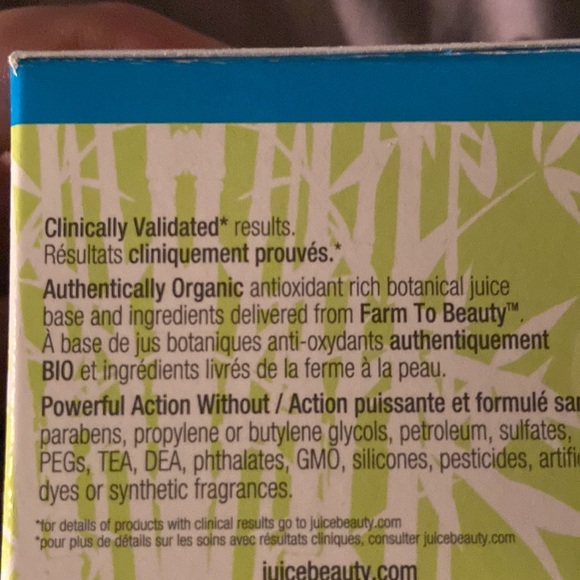 Clinically Validated* results.
Résultats cliniquement prouvés.*
Authentically Organic antioxidant rich botanical juice
base and ingredients delivered from Farm To Beauty™.
À base de jus botaniques anti-oxydants authentiquement
BIO et ingrédients livrés de la ferme à la peau.
Powerful Action Without / Action puissante et formulé
parabens, propylene or butylene glycols, petroleum, sulfates,
PEGs, TEA, DEA, phthalates, GMO, silicones, pesticides,
dyes or synthetic fragrances.
*for details of products with clinical results go to juicebeauty.com
*pour plus de détails sur les soins avec résultats cliniques, consulter juicebeauty.com
juicebeauty.com